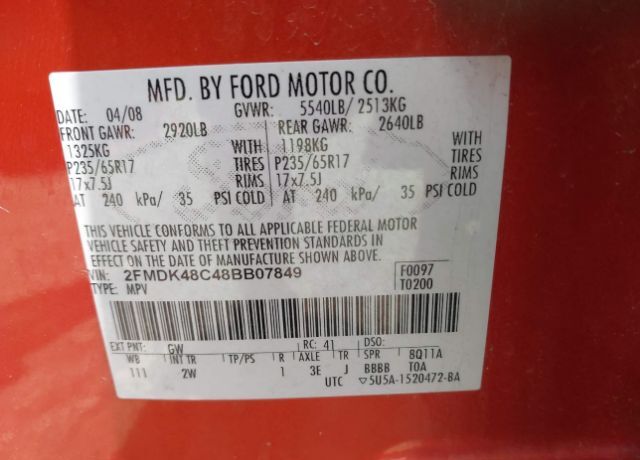 MFD. BY FORD MOTOR CO.
DATE: 04/08 GVWR: 5540LB/ 2513KG
FRONT GAWR: 2920LB REAR GAWR: 2640LB
1325KG WITH 1198KG WITH
P235/65R17 TIRES P235/65R17 TIRES
17x7.5J RIMS 17x7.5J RIMS
AT 240 kPa/ 35 PSI COLD AT 240 kPa/ 35 PSI COLD
THIS VEHICLE CONFORMS TO ALL APPLICABLE FEDERAL MOTOR
VEHICLE SAFETY AND THEFT PREVENTION STANDARDS IN
EFFECT ON THE DATE OF MANUFACTURE SHOWN ABOVE.
VIN: 2FMDK48C48BB07849 F0097
TYPE: MPV T0200
EXT PNT: GW RC: 41 DSO:
WB INT TR TP/PS R AXLE TR SPR 8Q11A
111 2W 1 3E J BBBB T0A
UTC ▽5U5A-1520472-BA